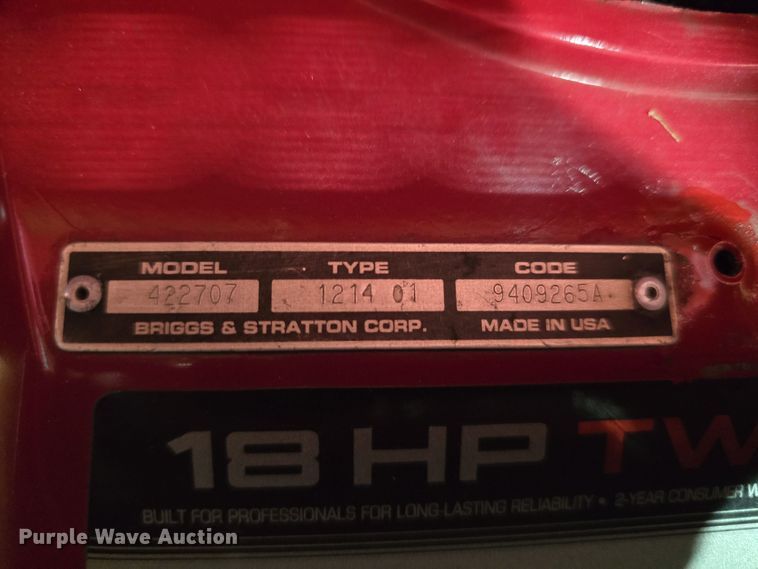 MODEL TYPE CODE
422707 1214 01 9409265A
BRIGGS & STRATTON CORP. MADE IN USA
18 HP TW
BUILT FOR PROFESSIONALS FOR LONG-LASTING RELIABILITY • 2-YEAR CONSUMER W
Purple Wave Auction